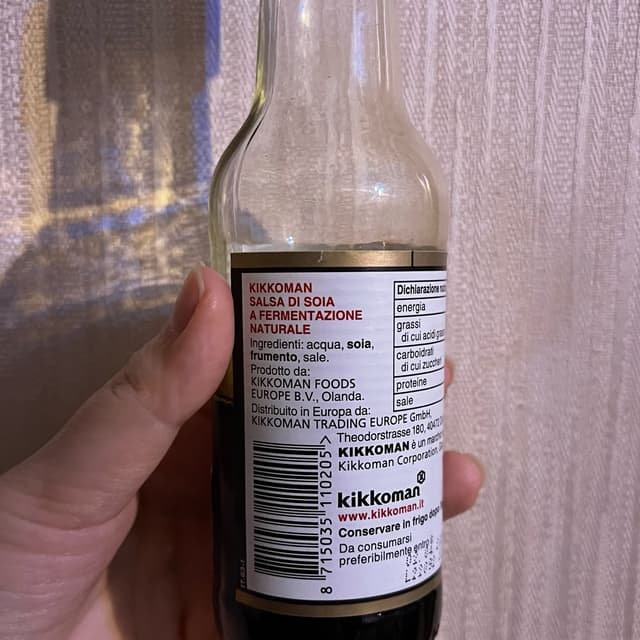 KIKKOMAN
SALSA DI SOIA
A FERMENTAZIONE
NATURALE
Ingredienti: acqua, soia,
frumento, sale.
Prodotto da:
KIKKOMAN FOODS
EUROPE B.V., Olanda.
Distribuito in Europa da:
KIKKOMAN TRADING EUROPE GmbH,
Theodorstrasse 180,
KIKKOMAN è un
Kikkoman Corporation,
kikkoman
www.kikkoman.it
Conservare in frigo
Da consumarsi
preferibilmente entro
8 715035 110205 >
Dichiarazione
energia
grassi
di cui acidi
carboidrati
di cui
proteine
sale